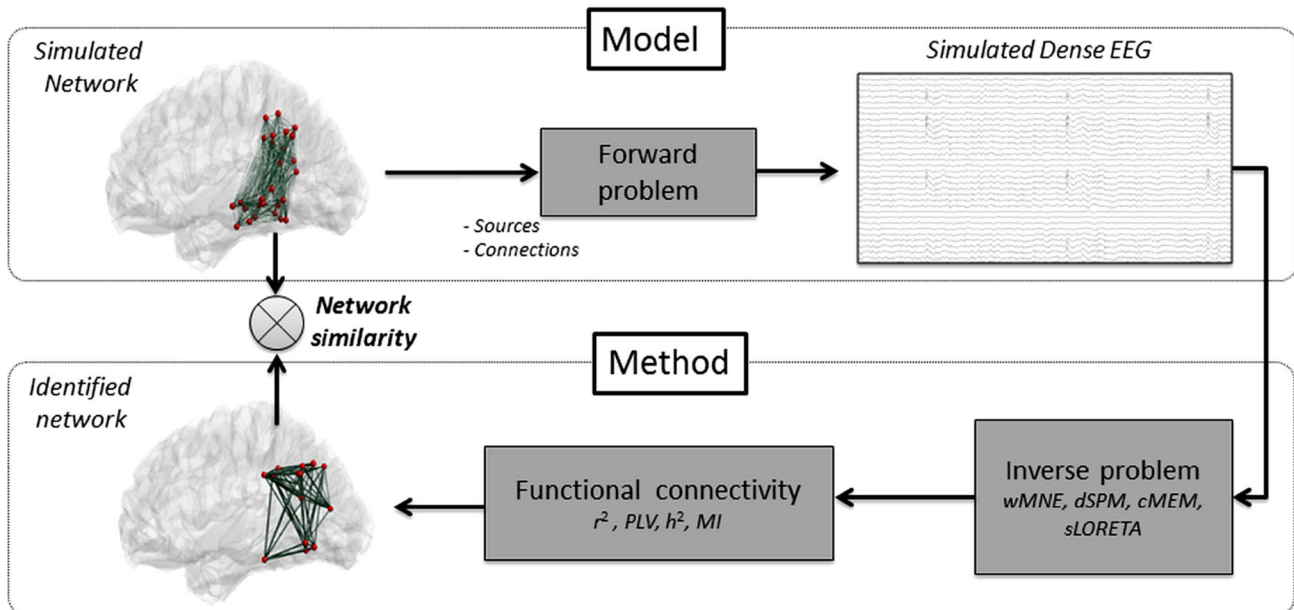 Model
Simulated
Network
Simulated Dense EEG
Forward
problem
- Sources
- Connections
Network
similarity
Method
Identified
network
Functional connectivity
r², PLV, h², MI
Inverse problem
wMNE, dSPM, cMEM,
sLORETA